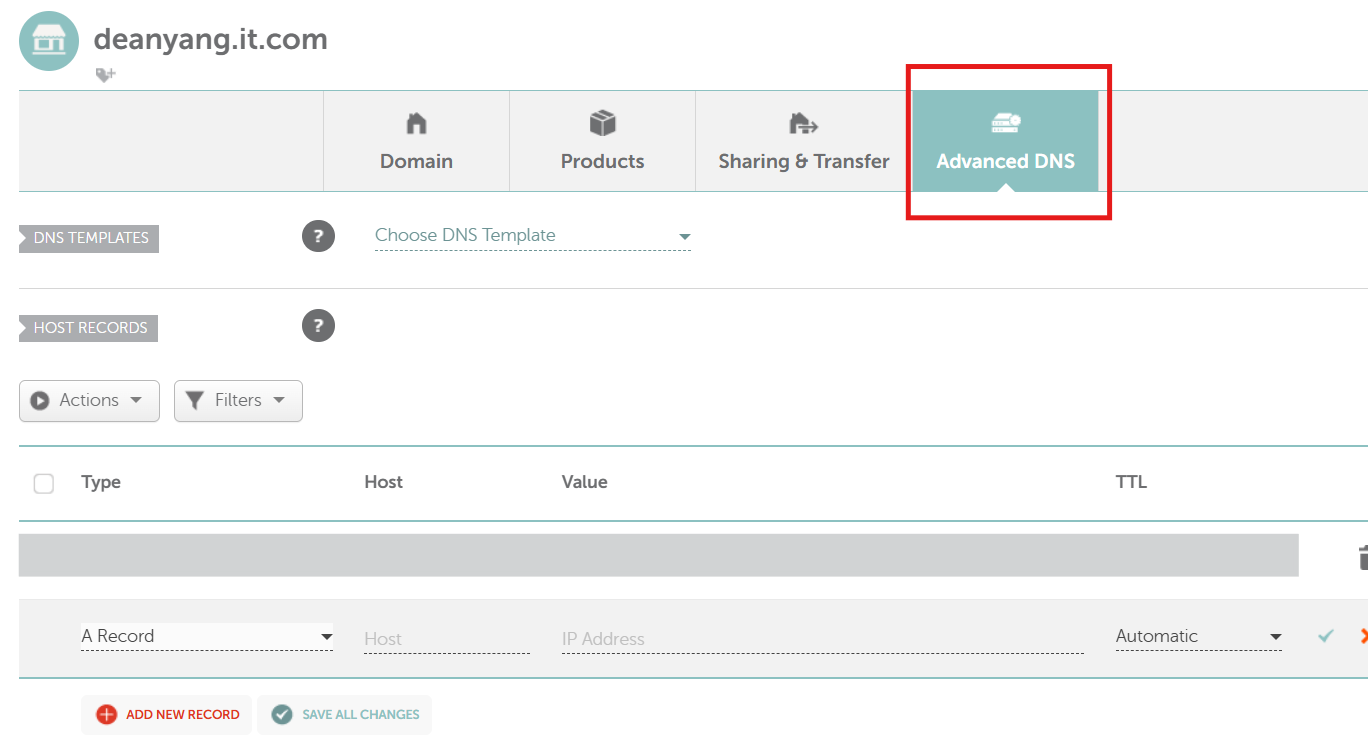 deanyang.it.com
Domain
Products
Sharing & Transfer
Advanced DNS
DNS TEMPLATES
?
Choose DNS Template
HOST RECORDS
?
Actions
Filters
Type Host Value TTL
A Record Host IP Address Automatic
ADD NEW RECORD
SAVE ALL CHANGES